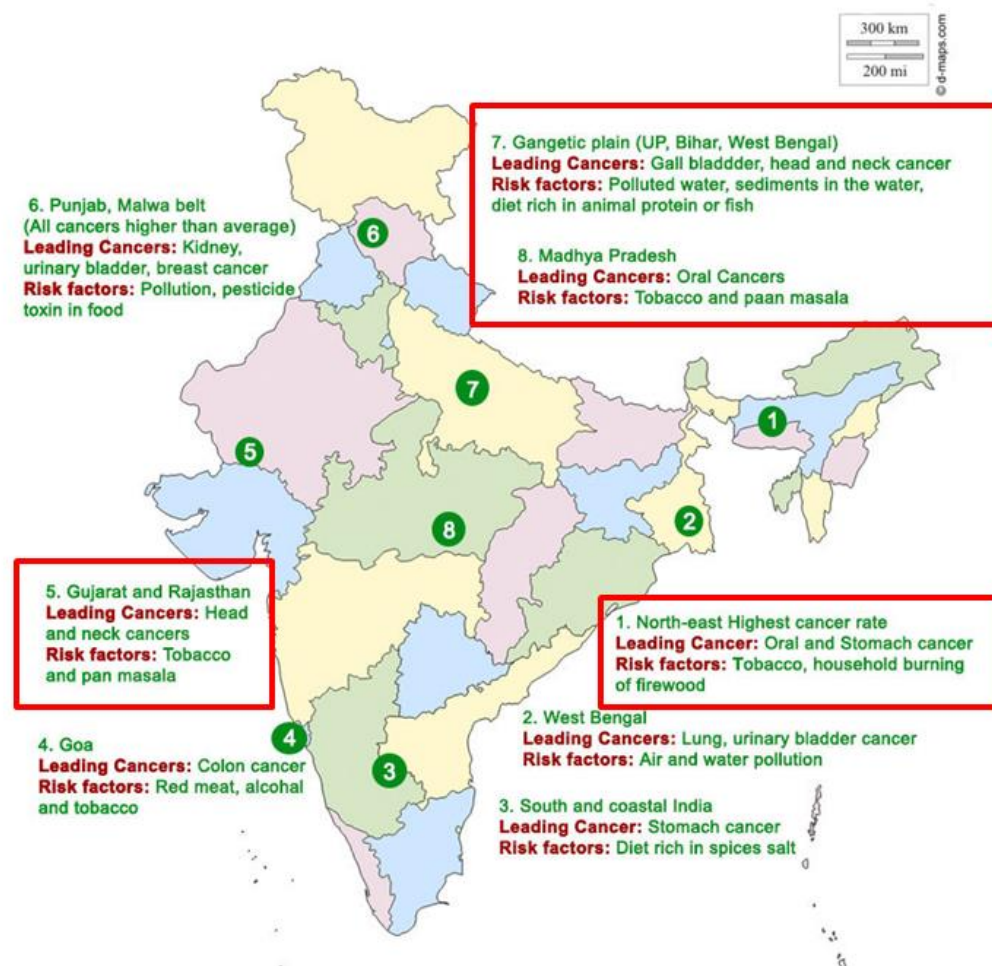 300 km
200 mi
© d-maps.com
7. Gangetic plain (UP, Bihar, West Bengal)
Leading Cancers: Gall bladdder, head and neck cancer
Risk factors: Polluted water, sediments in the water,
diet rich in animal protein or fish
8. Madhya Pradesh
Leading Cancers: Oral Cancers
Risk factors: Tobacco and paan masala
6. Punjab, Malwa belt
(All cancers higher than average)
Leading Cancers: Kidney,
urinary bladder, breast cancer
Risk factors: Pollution, pesticide
toxin in food
6
7
1
5
2
8
5. Gujarat and Rajasthan
Leading Cancers: Head
and neck cancers
Risk factors: Tobacco
and pan masala
1. North-east Highest cancer rate
Leading Cancer: Oral and Stomach cancer
Risk factors: Tobacco, household burning
of firewood
4
3
4. Goa
Leading Cancers: Colon cancer
Risk factors: Red meat, alcohal
and tobacco
2. West Bengal
Leading Cancers: Lung, urinary bladder cancer
Risk factors: Air and water pollution
3. South and coastal India
Leading Cancer: Stomach cancer
Risk factors: Diet rich in spices salt